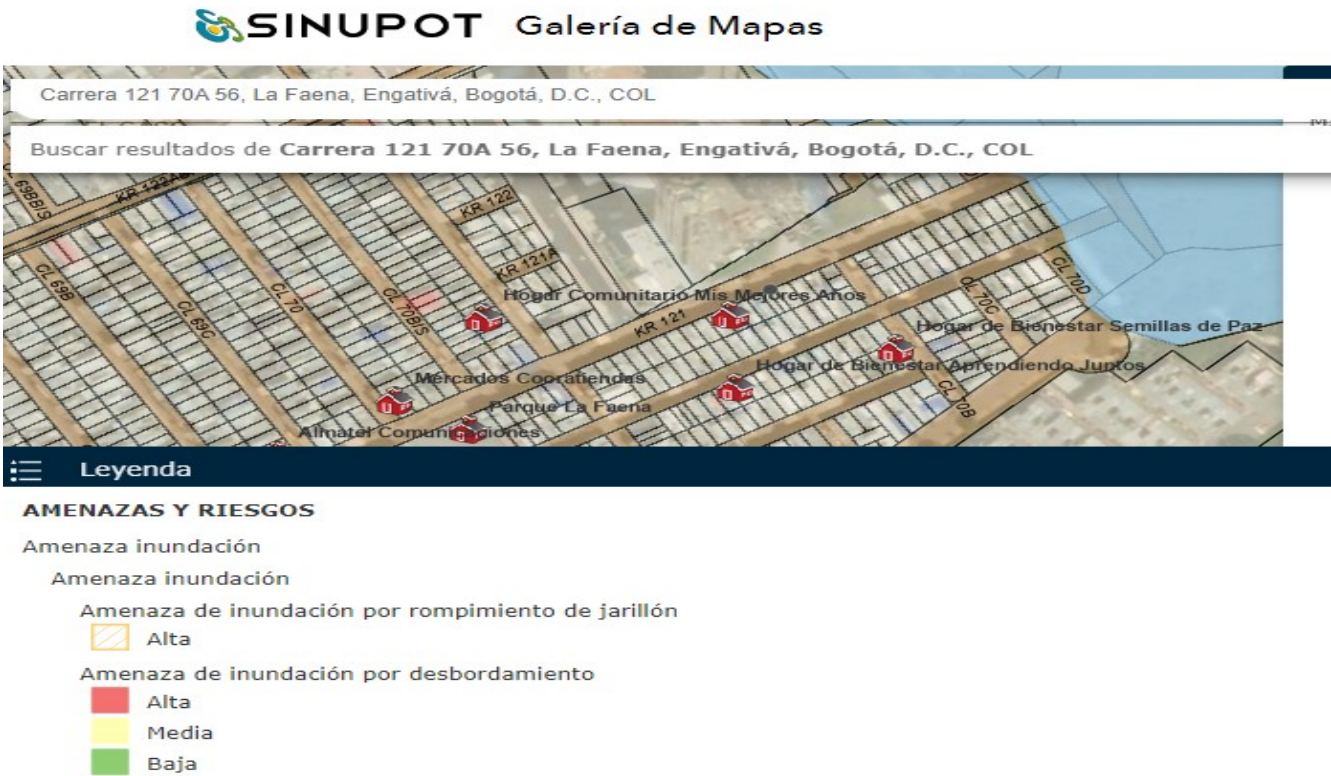 SINUPOT Galería de Mapas
Carrera 121 70A 56, La Faena, Engativá, Bogotá, D.C., COL
Buscar resultados de Carrera 121 70A 56, La Faena, Engativá, Bogotá, D.C., COL
KR 122
KR 121A
CL 69B
CL 69C
CL 70
CL 70BIS
CL 70D
CL 70C
Hogar Comunitario Mis Mejores Años
KR 121
Hogar de Bienestar Semillas de Paz
Hogar de Bienestar Aprendiendo Juntos
Mercados Cooratiendas
Parque La Faena
CL 70B
Almatel Comunicaciones
Leyenda
AMENAZAS Y RIESGOS
Amenaza inundación
Amenaza inundación
Amenaza de inundación por rompimiento de jarillón
Alta
Amenaza de inundación por desbordamiento
Alta
Media
Baja